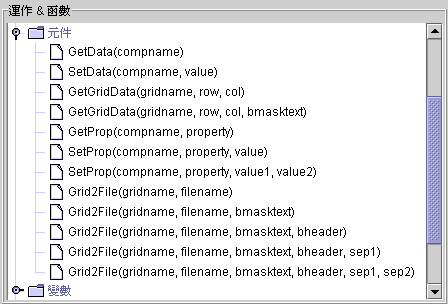 運作 & 函數
元件
GetData(compname)
SetData(compname, value)
GetGridData(gridname, row, col)
GetGridData(gridname, row, col, bmasktext)
GetProp(compname, property)
SetProp(compname, property, value)
SetProp(compname, property, value1, value2)
Grid2File(gridname, filename)
Grid2File(gridname, filename, bmasktext)
Grid2File(gridname, filename, bmasktext, bheader)
Grid2File(gridname, filename, bmasktext, bheader, sep1)
Grid2File(gridname, filename, bmasktext, bheader, sep1, sep2)
變數